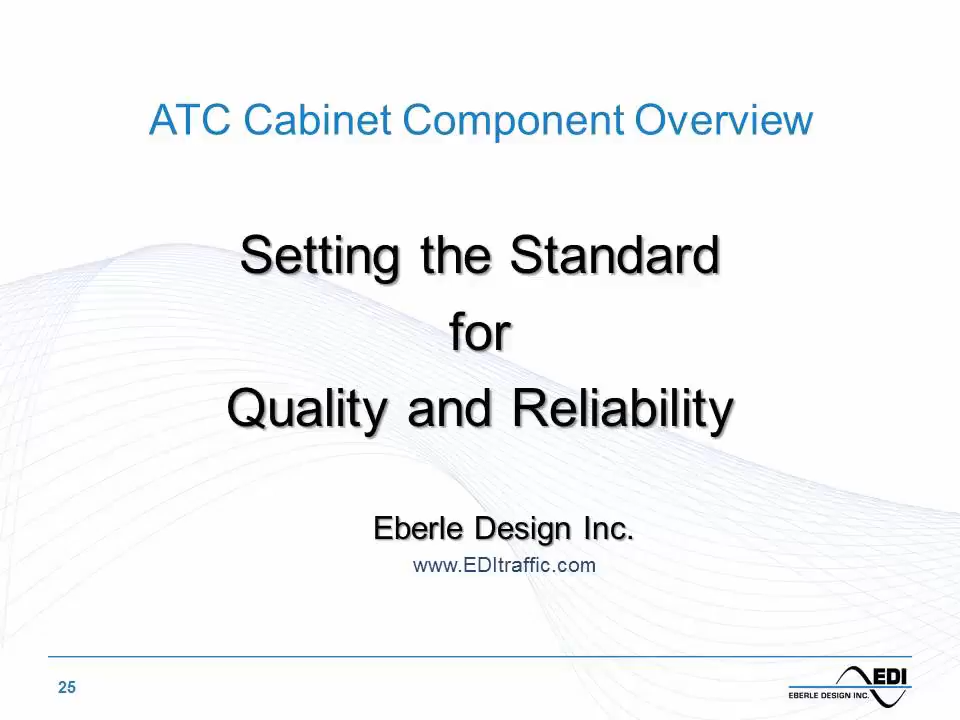 ATC Cabinet Component Overview
Setting the Standard
for
Quality and Reliability
Eberle Design Inc.
www.EDItraffic.com
25
EDI
EBERLE DESIGN INC.